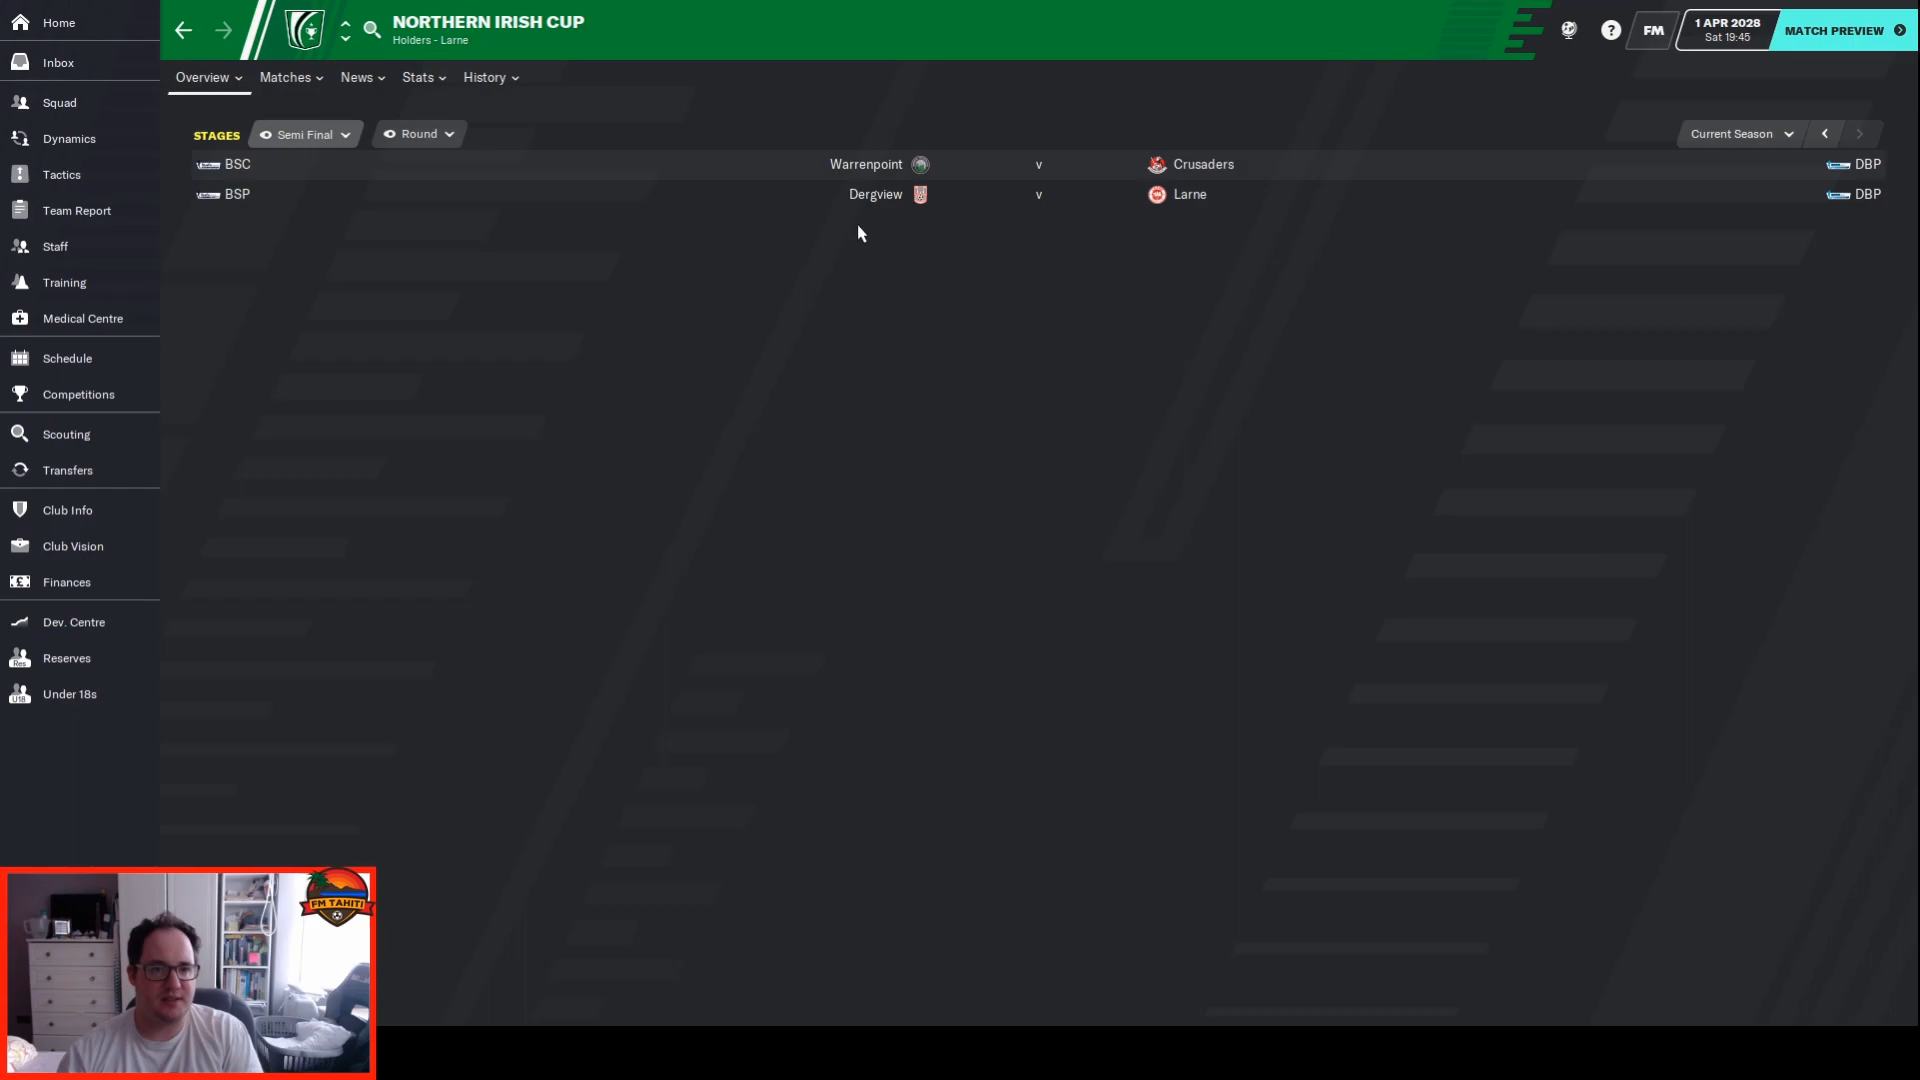 Home
Inbox
Squad
Dynamics
Tactics
Team Report
Staff
Training
Medical Centre
Schedule
Competitions
Scouting
Transfers
Club Info
Club Vision
Finances
Dev. Centre
Res
Reserves
U18
Under 18s
NORTHERN IRISH CUP
Holders - Larne
FM
1 APR 2028
Sat 19:45
MATCH PREVIEW
Overview Matches News Stats History
STAGES Semi Final Round Current Season
BSC Warrenpoint v Crusaders DBP
BSP Dergview v Larne DBP
FM TAHITI